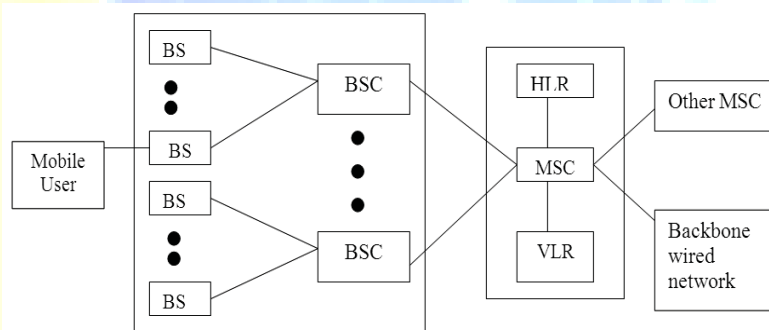 BS
BSC
BS
Mobile
User
BS
BSC
BS
HLR
MSC
VLR
Other MSC
Backbone
wired
network